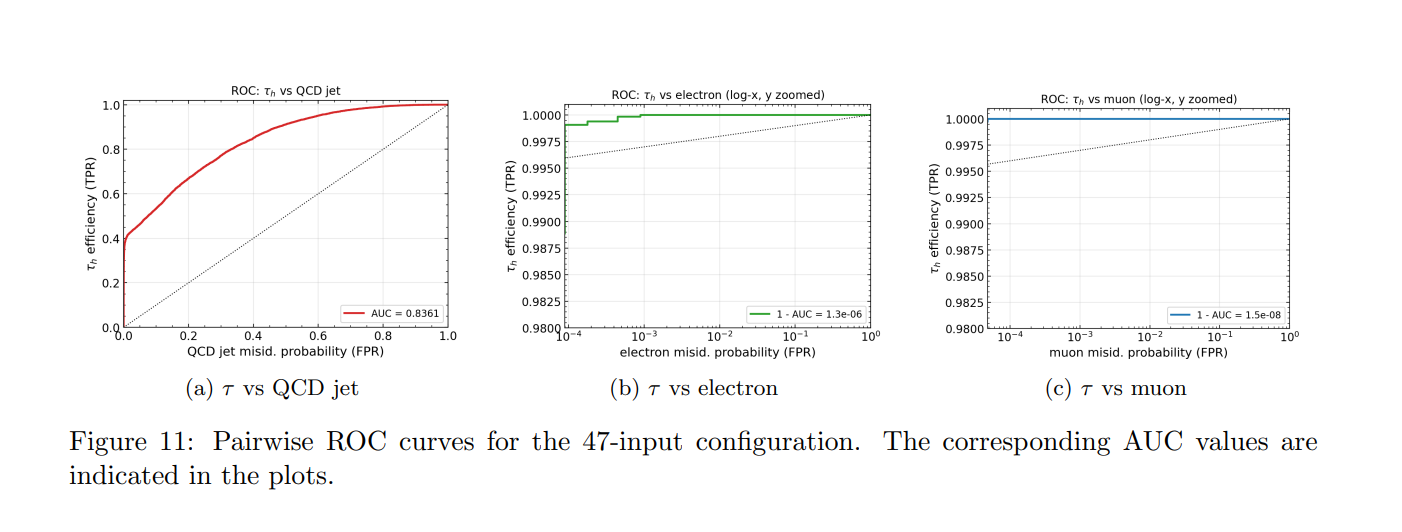 ROC: τh vs QCD jet
1.0
0.8
0.6
0.4
0.2
0.0
τh efficiency (TPR)
AUC = 0.8361
0.0 0.2 0.4 0.6 0.8 1.0
QCD jet misid. probability (FPR)
(a) τ vs QCD jet
ROC: τh vs electron (log-x, y zoomed)
1.0000
0.9975
0.9950
0.9925
0.9900
0.9875
0.9850
0.9825
0.9800
τh efficiency (TPR)
1 - AUC = 1.3e-06
10⁻⁴ 10⁻³ 10⁻² 10⁻¹ 10⁰
electron misid. probability (FPR)
(b) τ vs electron
ROC: τh vs muon (log-x, y zoomed)
1.0000
0.9975
0.9950
0.9925
0.9900
0.9875
0.9850
0.9825
0.9800
τh efficiency (TPR)
1 - AUC = 1.5e-08
10⁻⁴ 10⁻³ 10⁻² 10⁻¹ 10⁰
muon misid. probability (FPR)
(c) τ vs muon
Figure 11: Pairwise ROC curves for the 47-input configuration. The corresponding AUC values are
indicated in the plots.